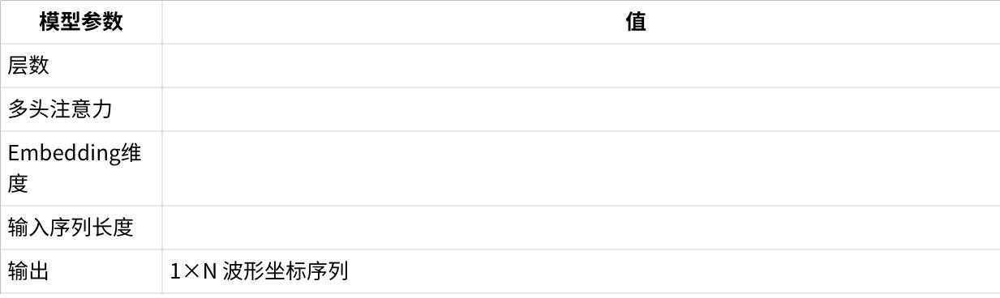 模型参数 值
层数
多头注意力
Embedding维
度
输入序列长度
输出 1×N 波形坐标序列